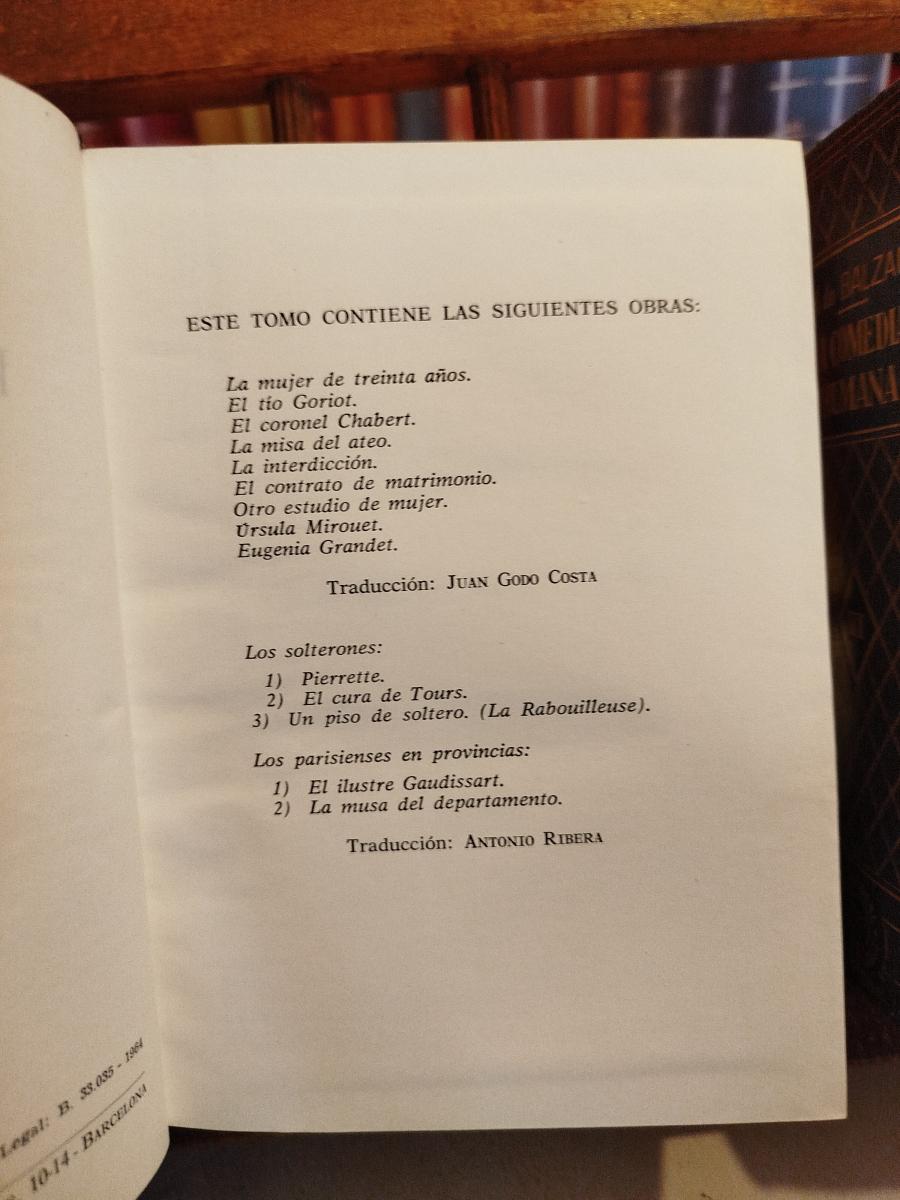 ESTE TOMO CONTIENE LAS SIGUIENTES OBRAS:
La mujer de treinta años.
El tío Goriot.
El coronel Chabert.
La misa del ateo.
La interdicción.
El contrato de matrimonio.
Otro estudio de mujer.
Úrsula Mirouet.
Eugenia Grandet.
Traducción: JUAN GODO COSTA
Los solterones:
1) Pierrette.
2) El cura de Tours.
3) Un piso de soltero. (La Rabouilleuse).
Los parisienses en provincias:
1) El ilustre Gaudissart.
2) La musa del departamento.
Traducción: ANTONIO RIBERA
Legal: B. 33.035 - 1964
10-14 - BARCELONA
BALZA
OMEDI
MANA